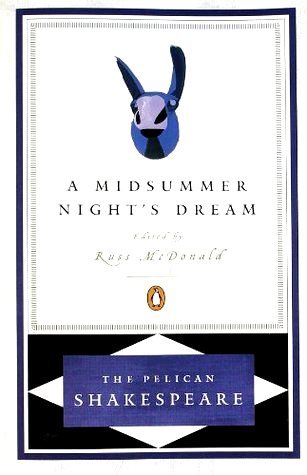 A MIDSUMMER
NIGHT'S DREAM
Edited by
Russ McDonald
THE PELICAN
SHAKESPEARE